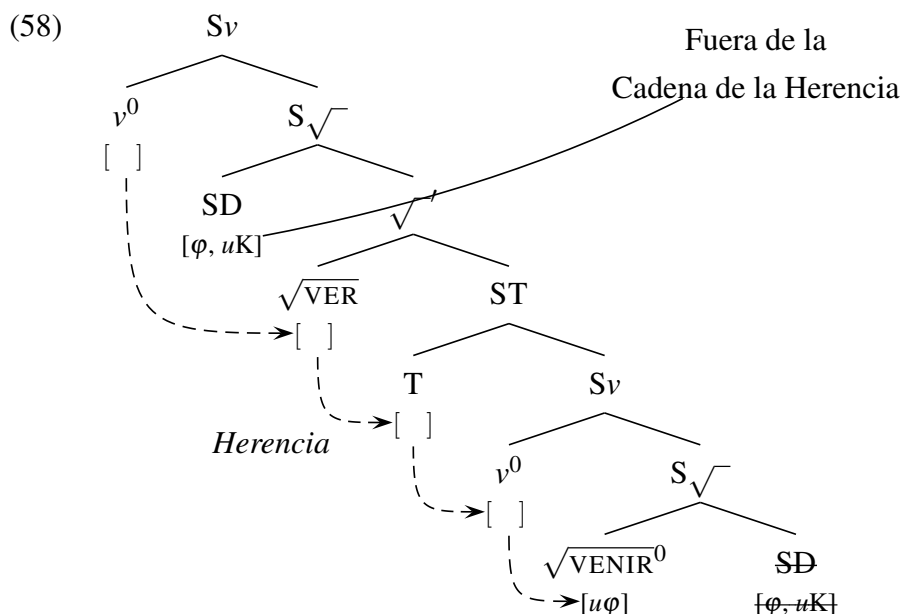 (58)
Sv
Fuera de la
Cadena de la Herencia
v⁰
[ ]
S√
SD
[φ, uK]
√′
√VER
[ ]
ST
T
[ ]
Sv
Herencia
v⁰
[ ]
S√
√VENIR⁰
[uφ]
SD
[φ, uK]